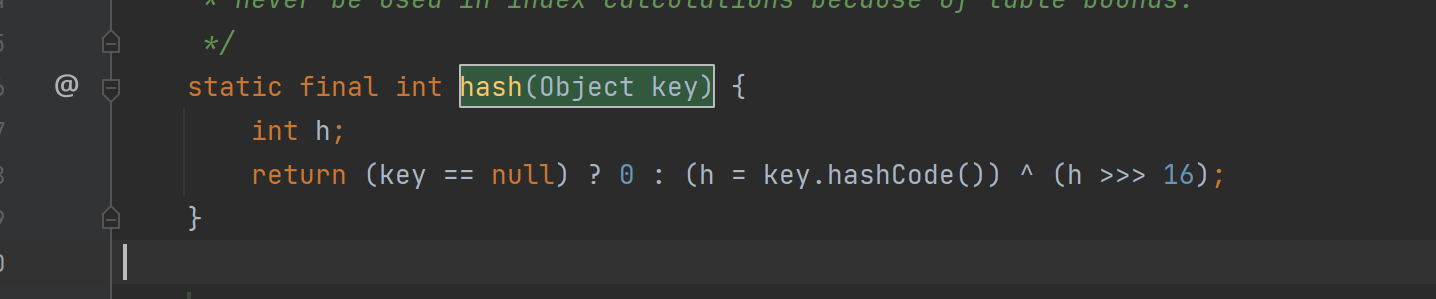 * never be used in index calculations because of table bounds.
*/
@
static final int hash(Object key) {
int h;
return (key == null) ? 0 : (h = key.hashCode()) ^ (h >>> 16);
}